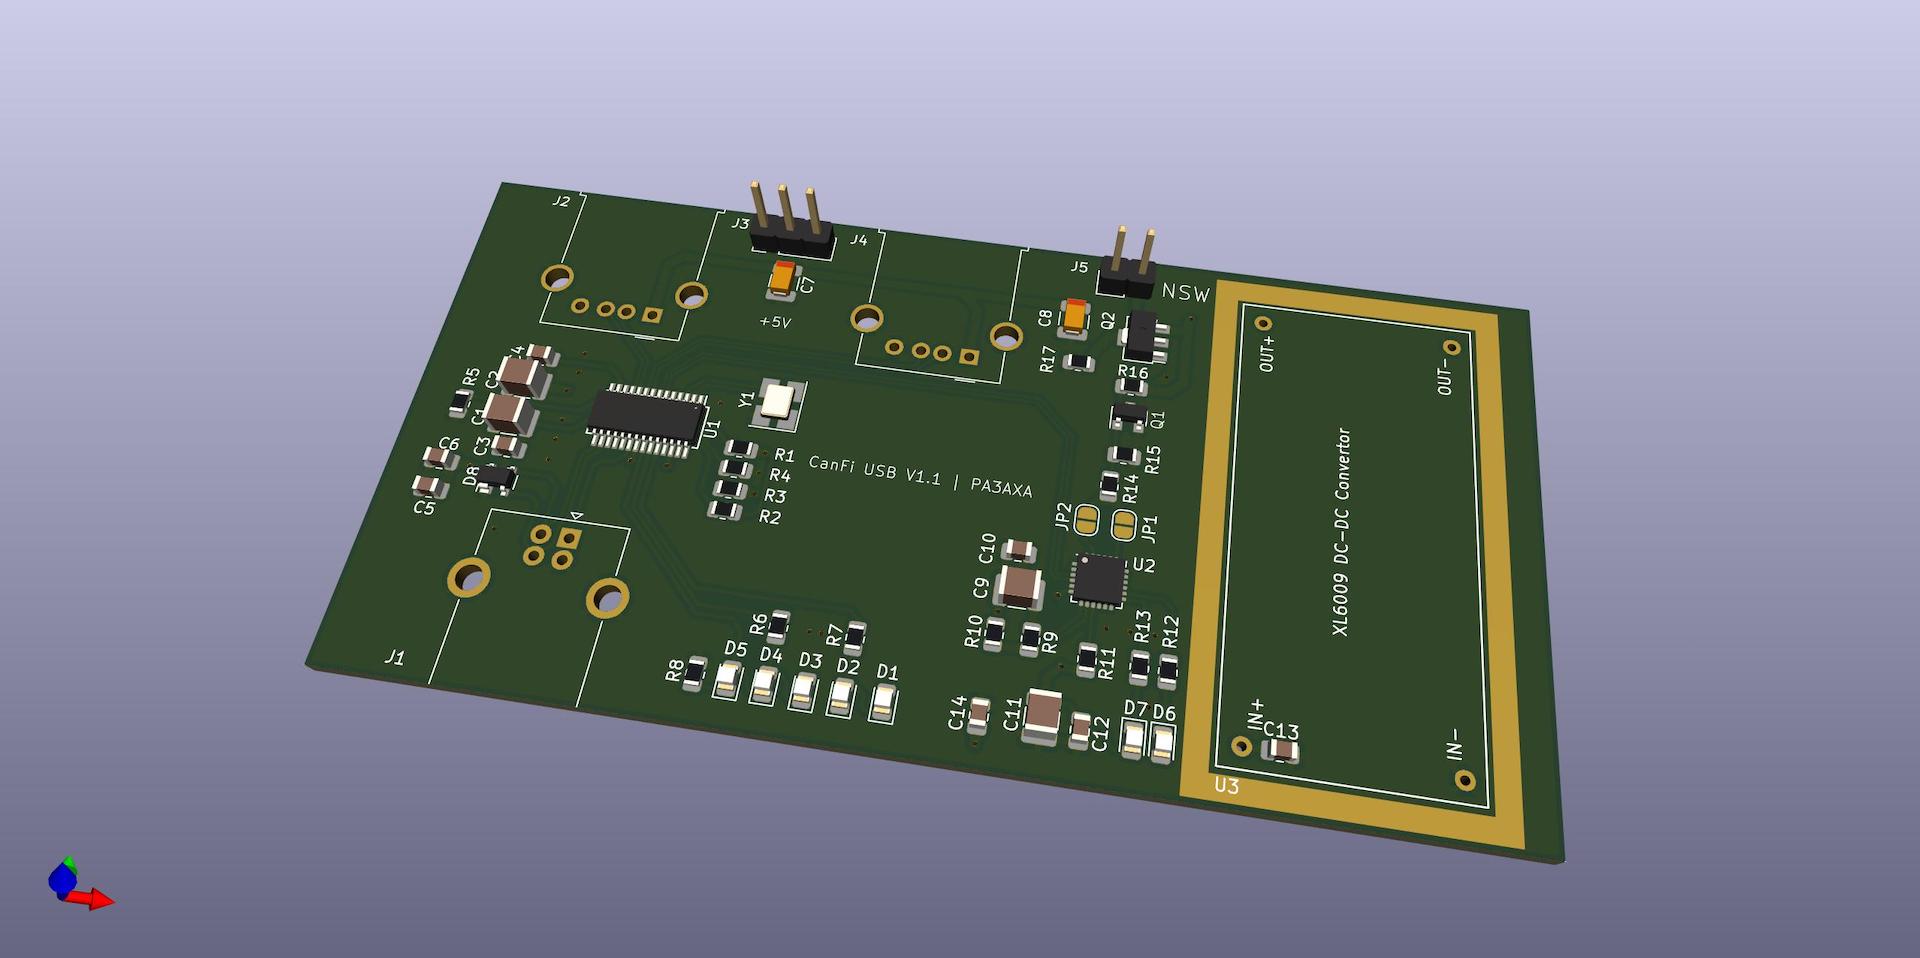 J2
J3
J4
J5
NSW
C7
+5V
C8
Q2
R17
R16
OUT+
OUT-
R5
C2
C1
C3
C6
C5
D8
U1
Y1
R1
R4
R3
R2
CanFi USB V1.1 | PA3AXA
Q1
R15
R14
JP2
JP1
U2
C10
C9
XL6009 DC-DC Convertor
R10
R9
R11
R13
R12
J1
R6
R7
R8
D5
D4
D3
D2
D1
C14
C11
C12
D7
D6
IN+
C13
IN-
U3